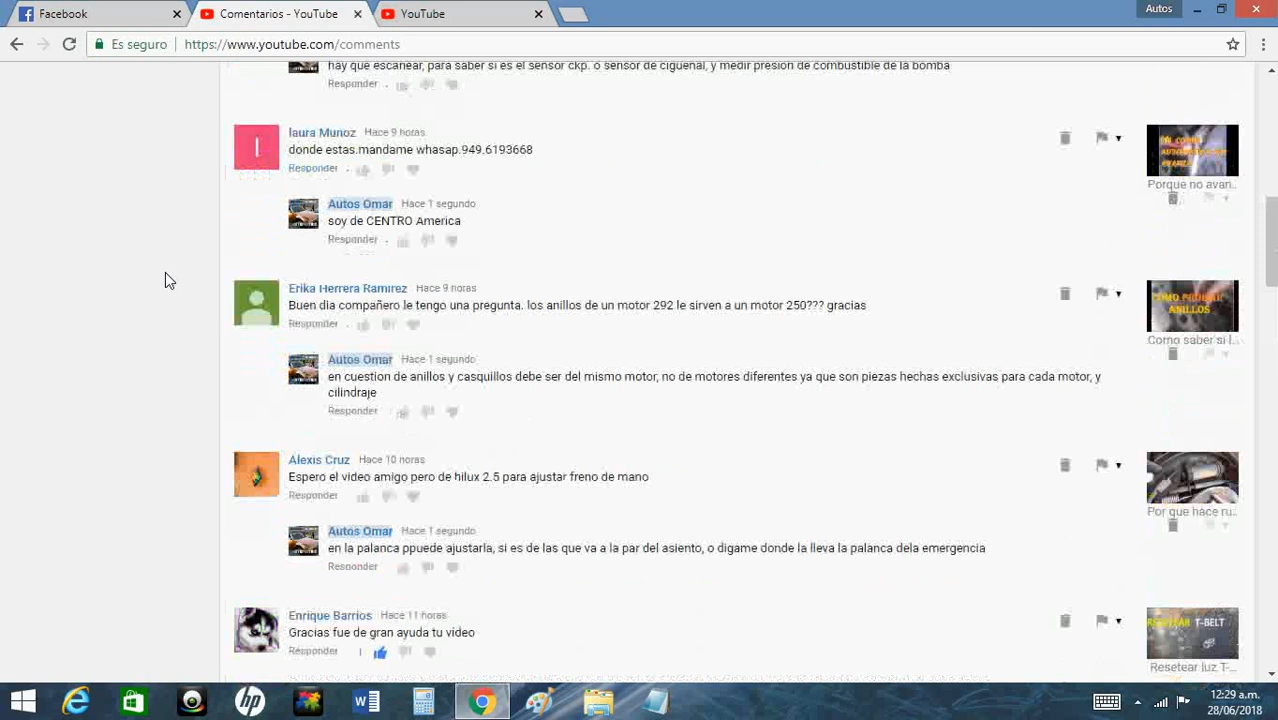 Facebook
Comentarios - YouTube
YouTube
Autos
Es seguro
https://www.youtube.com/comments
hay que escanear, para saber si es el sensor ckp. o sensor de ciguenal, y medir presion de combustible de la bomba
Responder
laura Munoz Hace 9 horas
donde estas.mandame whasap.949.6193668
Responder
Autos Omar Hace 1 segundo
soy de CENTRO America
Responder
Porque no avan..
Erika Herrera Ramirez Hace 9 horas
Buen dia compañero le tengo una pregunta. los anillos de un motor 292 le sirven a un motor 250??? gracias
Responder
Autos Omar Hace 1 segundo
en cuestion de anillos y casquillos debe ser del mismo motor, no de motores diferentes ya que son piezas hechas exclusivas para cada motor, y
cilindraje
Responder
COMO PROBAR
ANILLOS
Como saber si l..
Alexis Cruz Hace 10 horas
Espero el video amigo pero de hilux 2.5 para ajustar freno de mano
Responder
Autos Omar Hace 1 segundo
en la palanca ppuede ajustarla, si es de las que va a la par del asiento, o digame donde la lleva la palanca dela emergencia
Responder
Por que hace ru..
Enrique Barrios Hace 11 horas
Gracias fue de gran ayuda tu video
Responder
RESETEAR T-BELT
Resetear luz T-
12:29 a.m.
28/06/2018